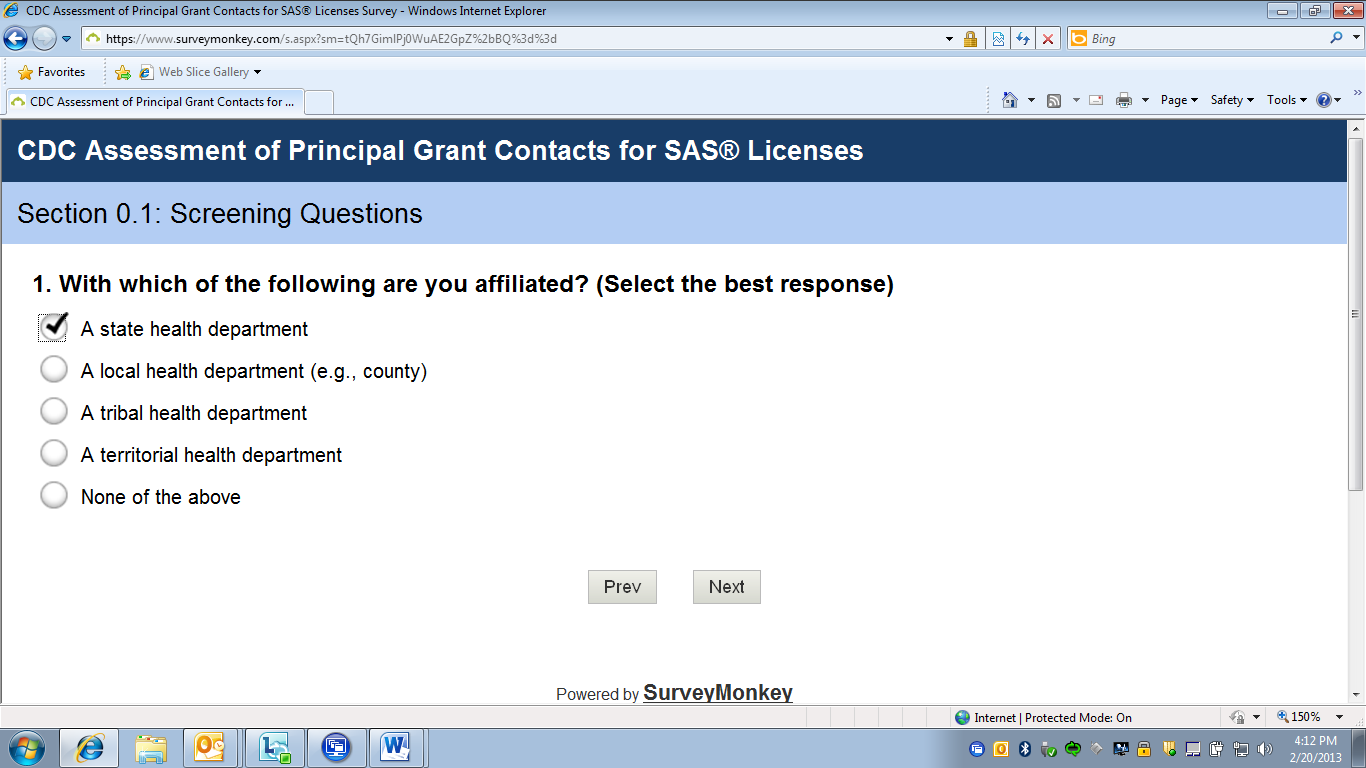 CDC Assessment of Principal Grant Contacts for SAS® Licenses Survey - Windows Internet Explorer
https://www.surveymonkey.com/s.aspx?sm=tQh7GimIPj0WuAE2GpZ%2bBQ%3d%3d
Bing
Favorites
Web Slice Gallery
CDC Assessment of Principal Grant Contacts for ...
Page
Safety
Tools
CDC Assessment of Principal Grant Contacts for SAS® Licenses
Section 0.1: Screening Questions
1. With which of the following are you affiliated? (Select the best response)
A state health department
A local health department (e.g., county)
A tribal health department
A territorial health department
None of the above
Prev
Next
Powered by SurveyMonkey
Internet | Protected Mode: On
150%
4:12 PM
2/20/2013